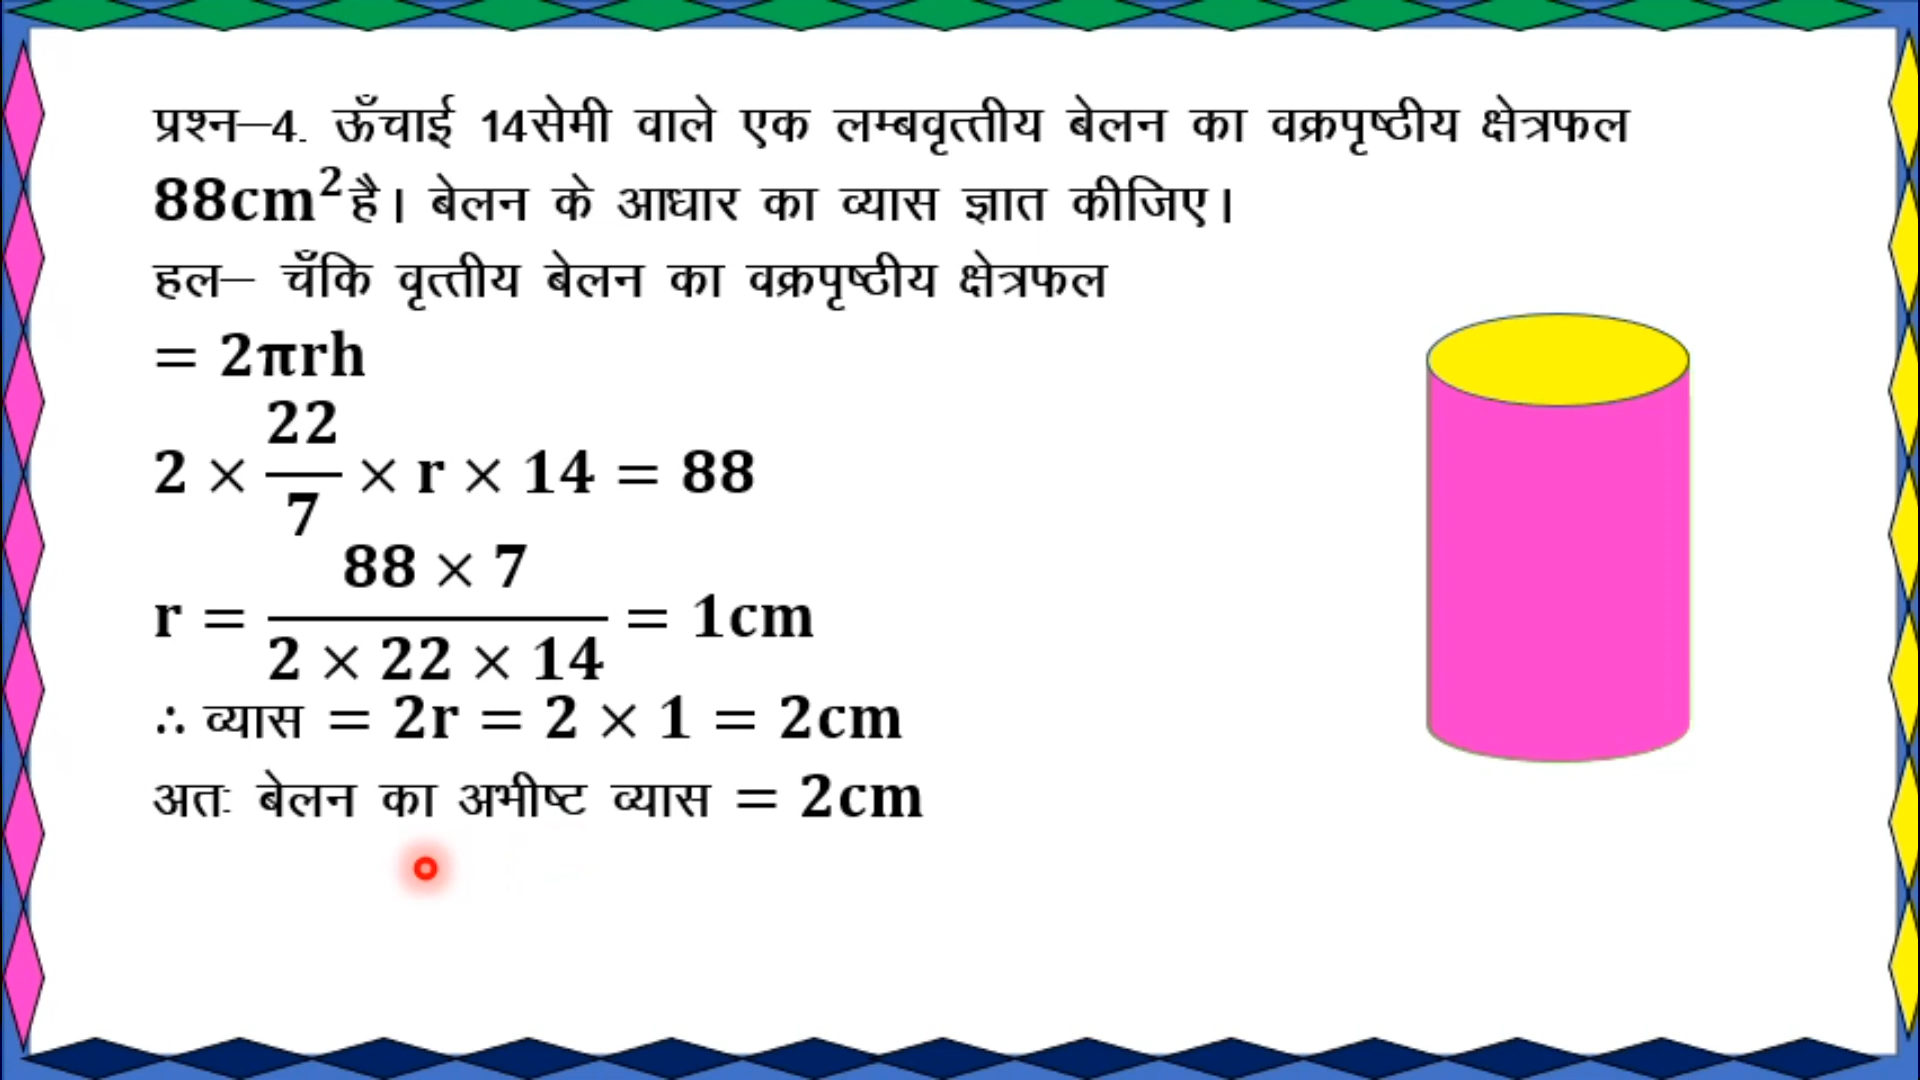 प्रश्न–4. ऊँचाई 14सेमी वाले एक लम्बवृत्तीय बेलन का वक्रपृष्ठीय क्षेत्रफल
88cm² है। बेलन के आधार का व्यास ज्ञात कीजिए।
हल– चँकि वृत्तीय बेलन का वक्रपृष्ठीय क्षेत्रफल
= 2πrh
2 × 22/7 × r × 14 = 88
r = (88 × 7)/(2 × 22 × 14) = 1cm
∴ व्यास = 2r = 2 × 1 = 2cm
अतः बेलन का अभीष्ट व्यास = 2cm